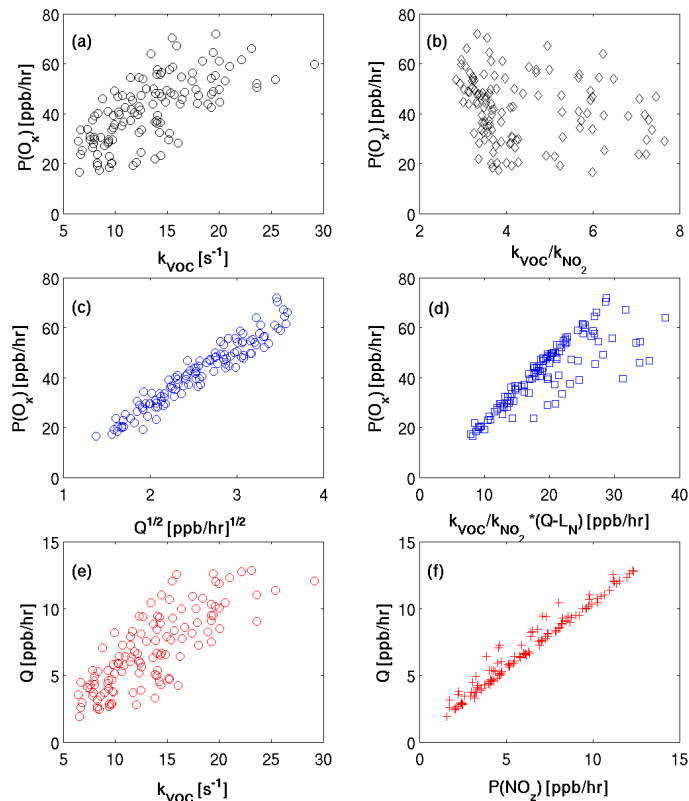 (a)
P(Ox) [ppb/hr]
80
60
40
20
0
5 10 15 20 25 30
kVOC [s-1]
(b)
P(Ox) [ppb/hr]
80
60
40
20
0
2 4 6 8
kVOC/kNO2
(c)
P(Ox) [ppb/hr]
80
60
40
20
0
1 2 3 4
Q1/2 [ppb/hr]1/2
(d)
P(Ox) [ppb/hr]
80
60
40
20
0
0 10 20 30 40
kVOC/kNO2 *(Q-LN) [ppb/hr]
(e)
Q [ppb/hr]
15
10
5
0
5 10 15 20 25 30
kVOC [s-1]
(f)
Q [ppb/hr]
15
10
5
0
0 5 10 15
P(NOz) [ppb/hr]